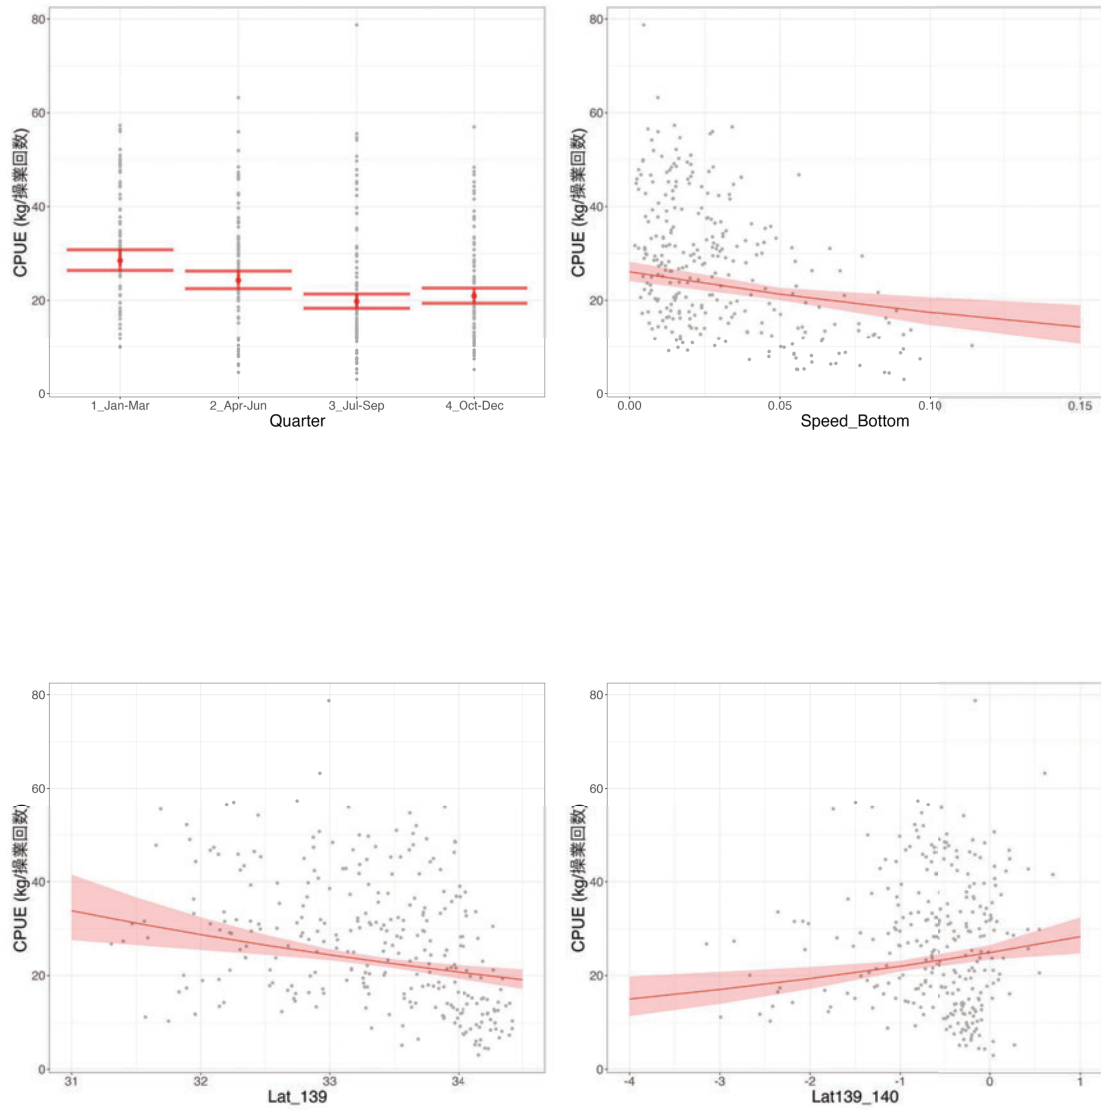 80
60
40
20
0
CPUE (kg/操業回数)
1_Jan-Mar
2_Apr-Jun
3_Jul-Sep
4_Oct-Dec
Quarter
80
60
40
20
0
CPUE (kg/操業回数)
0.00
0.05
0.10
0.15
Speed_Bottom
80
60
40
20
0
CPUE (kg/操業回数)
31
32
33
34
Lat_139
80
60
40
20
0
CPUE (kg/操業回数)
-4
-3
-2
-1
0
1
Lat139_140